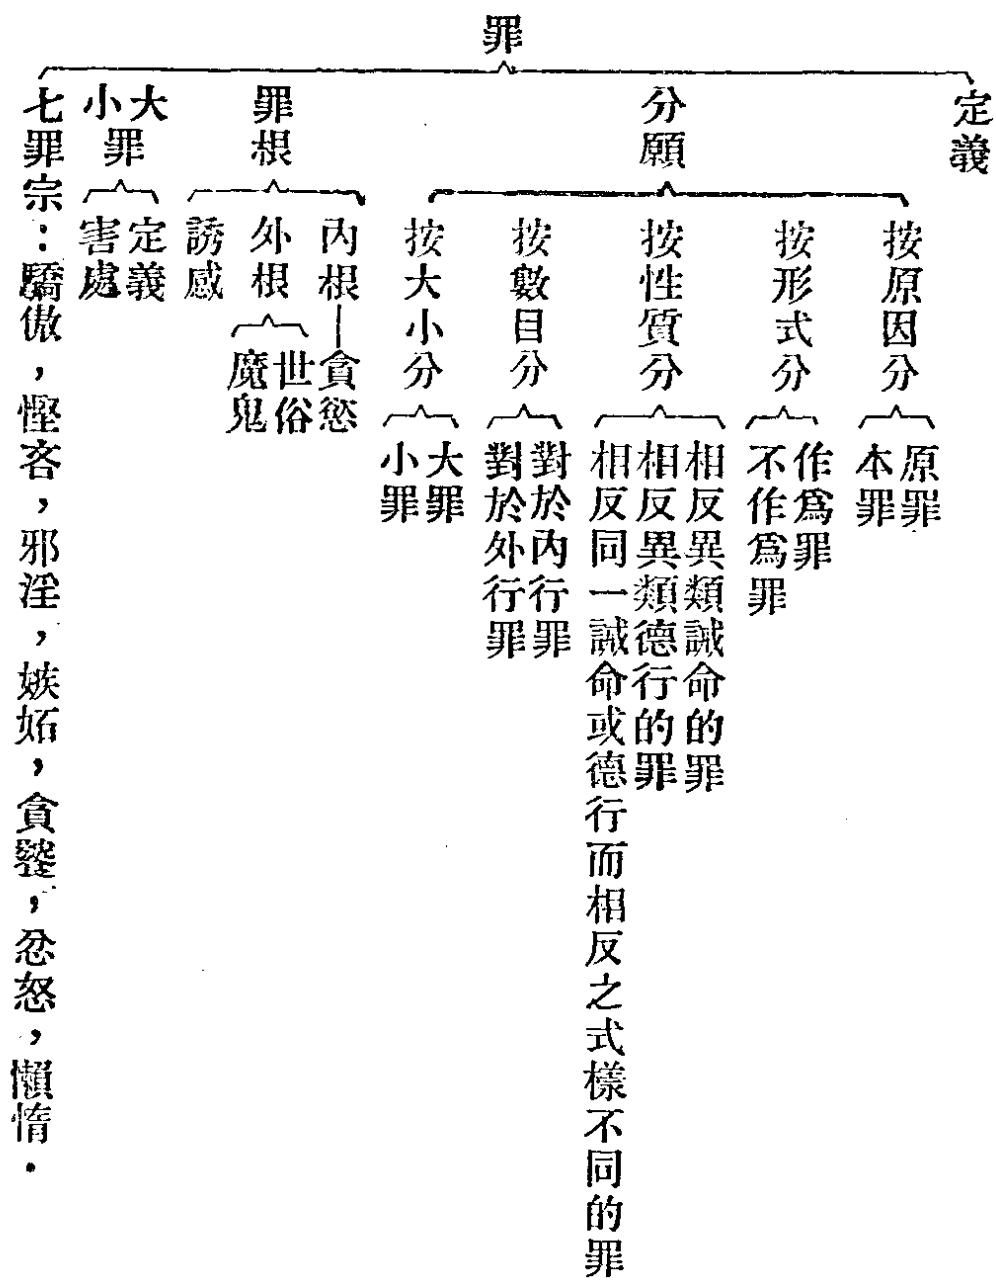 罪
定義
分願
按原因分
原罪
本罪
按形式分
作爲罪
不作爲罪
按性質分
相反異類誡命的罪
相反異類德行的罪
相反同一誡命或德行而相反之式樣不同的罪
按數目分
對於內行罪
對於外行罪
按大小分
大罪
小罪
罪根
內根—貪慾
外根
世俗
魔鬼
誘感
大小罪
定義
害處
七罪宗：驕傲，慳吝，邪淫，嫉妬，貪饕，忿怒，懶惰．